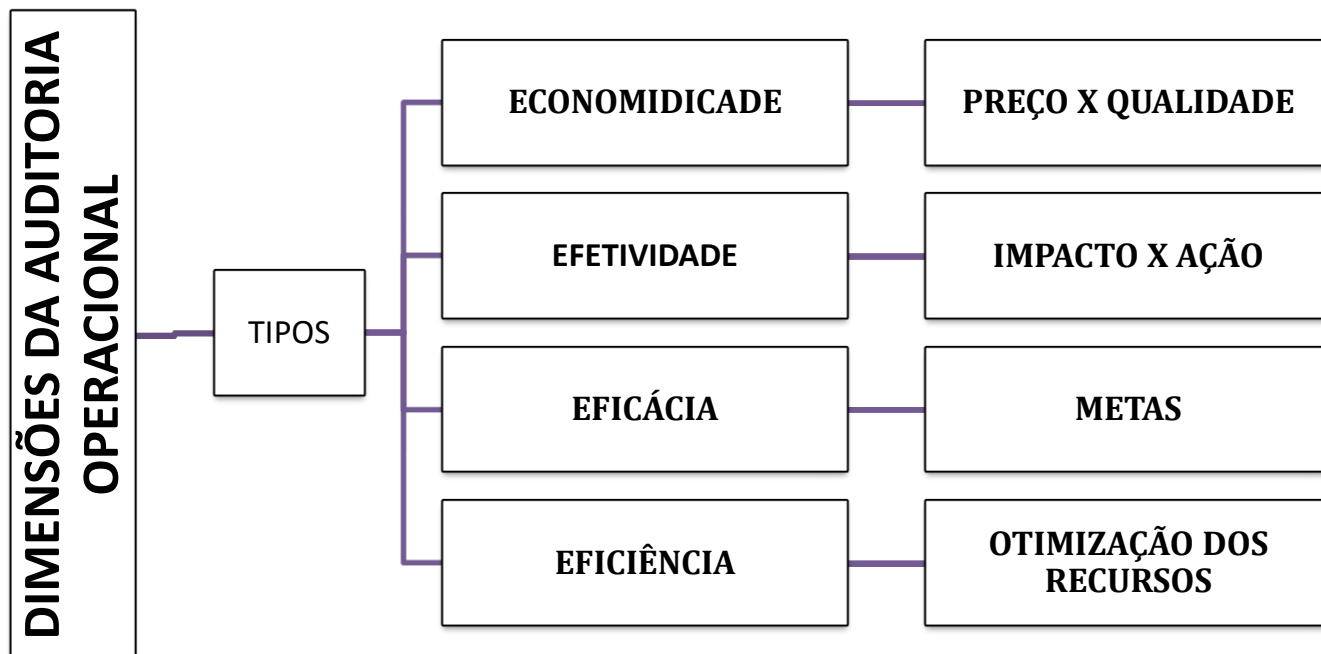 DIMENSÕES DA AUDITORIA
OPERACIONAL
TIPOS
ECONOMIDICADE
PREÇO X QUALIDADE
EFETIVIDADE
IMPACTO X AÇÃO
EFICÁCIA
METAS
EFICIÊNCIA
OTIMIZAÇÃO DOS
RECURSOS